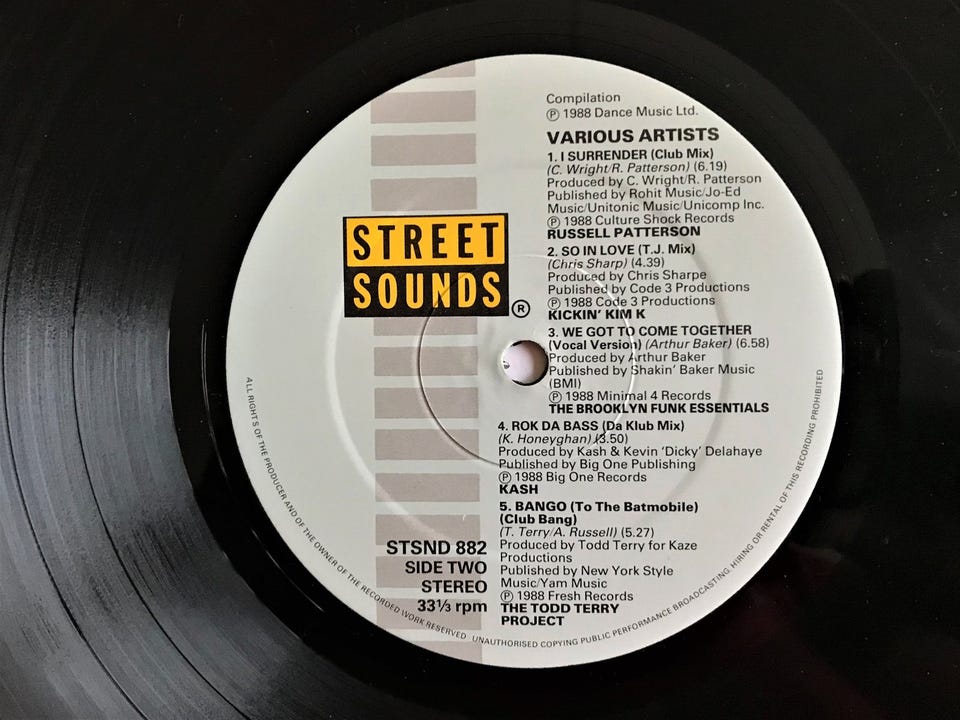 Compilation
Ⓟ 1988 Dance Music Ltd.
VARIOUS ARTISTS
1. I SURRENDER (Club Mix)
(C. Wright/R. Patterson) (6.19)
Produced by C. Wright/R. Patterson
Published by Rohit Music/Jo-Ed
Music/Unitonic Music/Unicomp Inc.
Ⓟ 1988 Culture Shock Records
RUSSELL PATTERSON
2. SO IN LOVE (T.J. Mix)
(Chris Sharp) (4.39)
Produced by Chris Sharpe
Published by Code 3 Productions
Ⓟ 1988 Code 3 Productions
KICKIN' KIM K
3. WE GOT TO COME TOGETHER
(Vocal Version) (Arthur Baker) (6.58)
Produced by Arthur Baker
Published by Shakin' Baker Music
(BMI)
Ⓟ 1988 Minimal 4 Records
THE BROOKLYN FUNK ESSENTIALS
4. ROK DA BASS (Da Klub Mix)
(K. Honeyghan) (3.50)
Produced by Kash & Kevin 'Dicky' Delahaye
Published by Big One Publishing
Ⓟ 1988 Big One Records
KASH
5. BANGO (To The Batmobile)
(Club Bang)
(T. Terry/A. Russell) (5.27)
Produced by Todd Terry for Kaze
Productions
Published by New York Style
Music/Yam Music
Ⓟ 1988 Fresh Records
THE TODD TERRY
PROJECT
STREET
SOUNDS
®
STSND 882
SIDE TWO
STEREO
33⅓ rpm
ALL RIGHTS OF THE PRODUCER AND OF THE OWNER OF THE RECORDED WORK RESERVED UNAUTHORISED COPYING PUBLIC PERFORMANCE BROADCASTING. HIRING OR RENTAL OF THIS RECORDING PROHIBITED